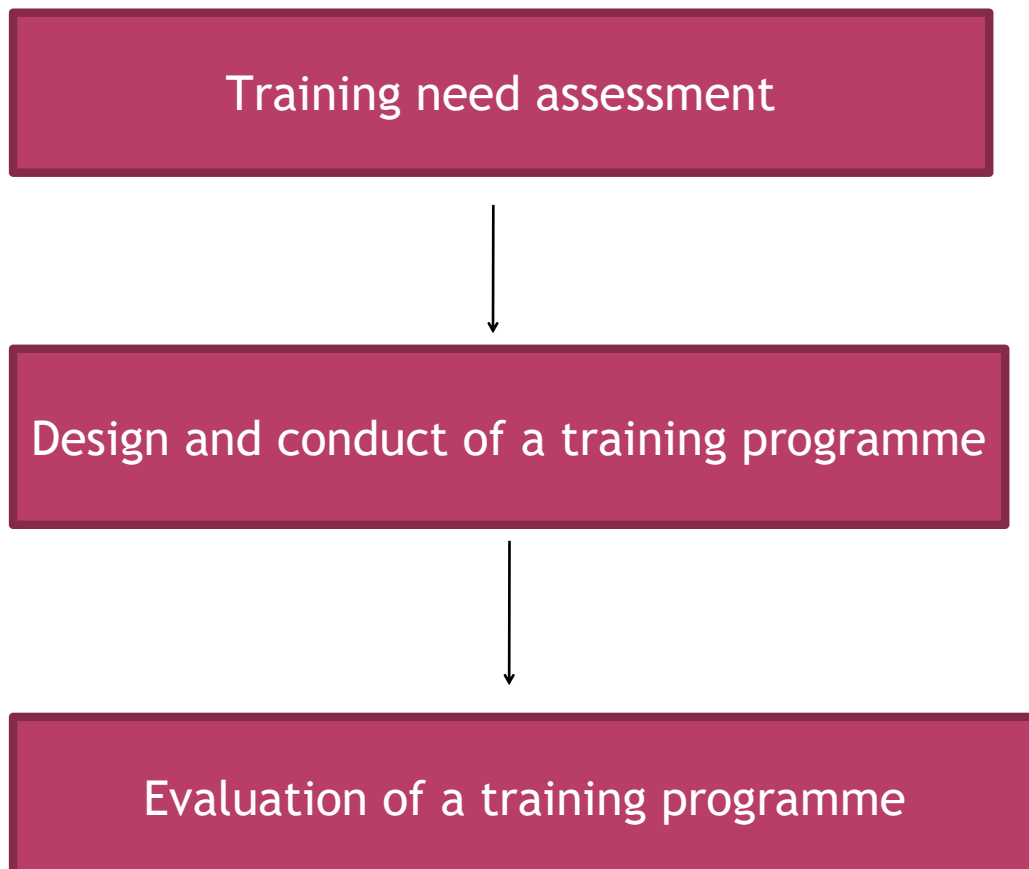 Training need assessment
Design and conduct of a training programme
Evaluation of a training programme